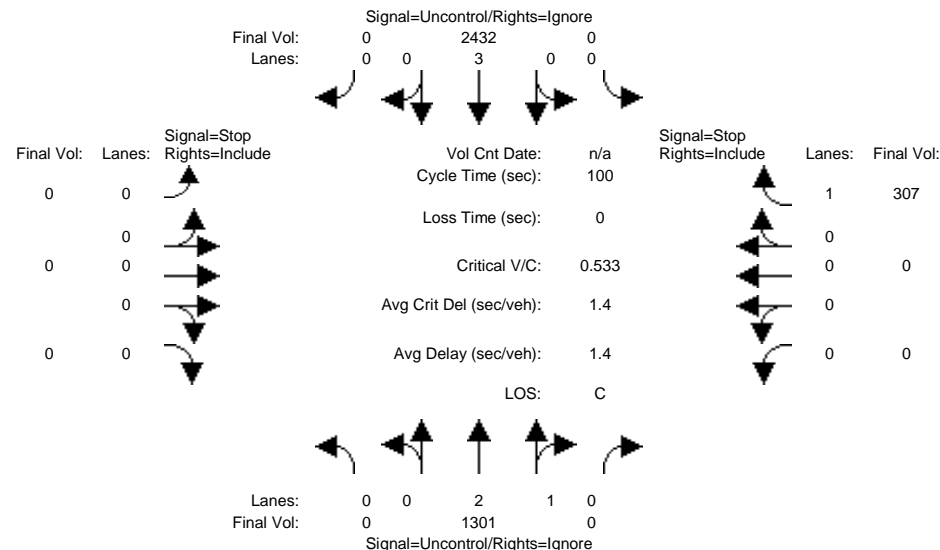 Signal=Uncontrol/Rights=Ignore
Final Vol: 0 2432 0
Lanes: 0 0 3 0 0
Signal=Stop Signal=Stop
Final Vol: Lanes: Rights=Include Vol Cnt Date: n/a Rights=Include Lanes: Final Vol:
Cycle Time (sec): 100
0 0 1 307
Loss Time (sec): 0
0 0
0 0 Critical V/C: 0.533 0 0
0 Avg Crit Del (sec/veh): 1.4 0
0 0 Avg Delay (sec/veh): 1.4 0 0
LOS: C
Lanes: 0 0 2 1 0
Final Vol: 0 1301 0
Signal=Uncontrol/Rights=Ignore